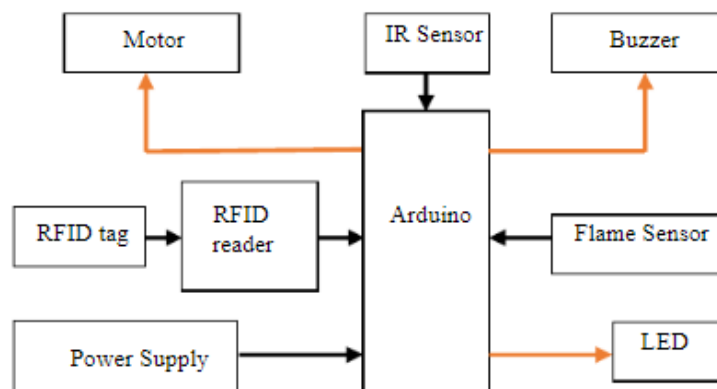 Motor
IR Sensor
Buzzer
RFID tag
RFID
reader
Arduino
Flame Sensor
Power Supply
LED